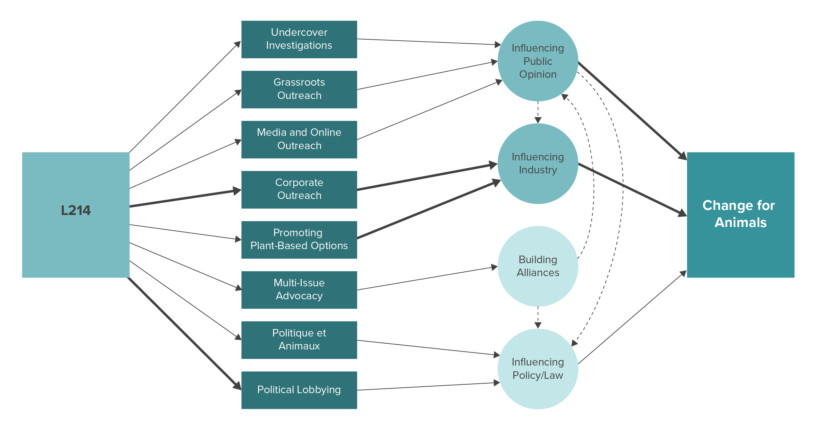 L214
Undercover
Investigations
Grassroots
Outreach
Media and Online
Outreach
Corporate
Outreach
Promoting
Plant-Based Options
Multi-Issue
Advocacy
Politique et
Animaux
Political Lobbying
Influencing
Public
Opinion
Influencing
Industry
Building
Alliances
Influencing
Policy/Law
Change for
Animals